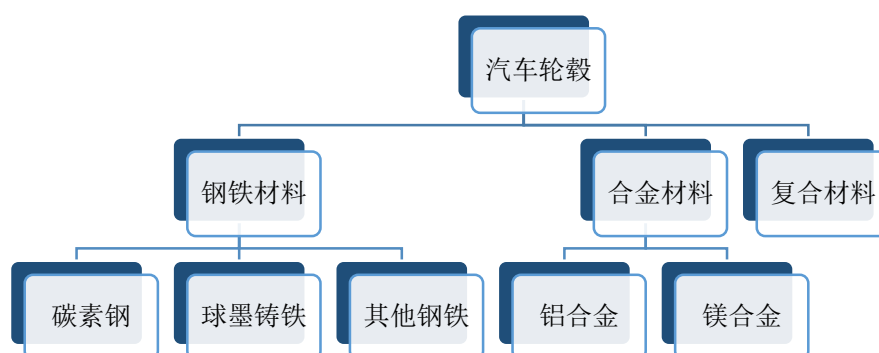 汽车轮毂
钢铁材料
合金材料
复合材料
碳素钢
球墨铸铁
其他钢铁
铝合金
镁合金